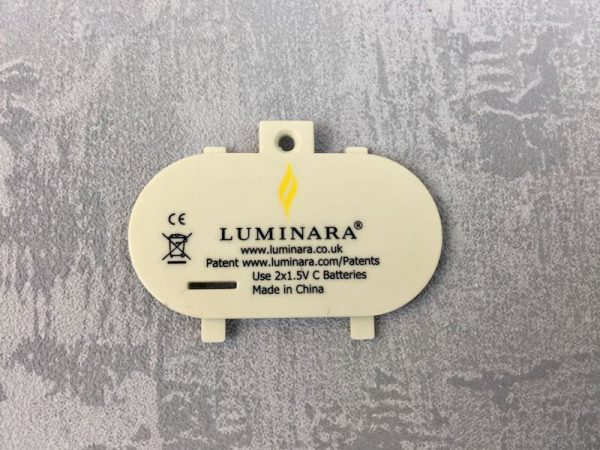 CE
LUMINARA®
www.luminara.co.uk
Patent www.luminara.com/Patents
Use 2x1.5V C Batteries
Made in China